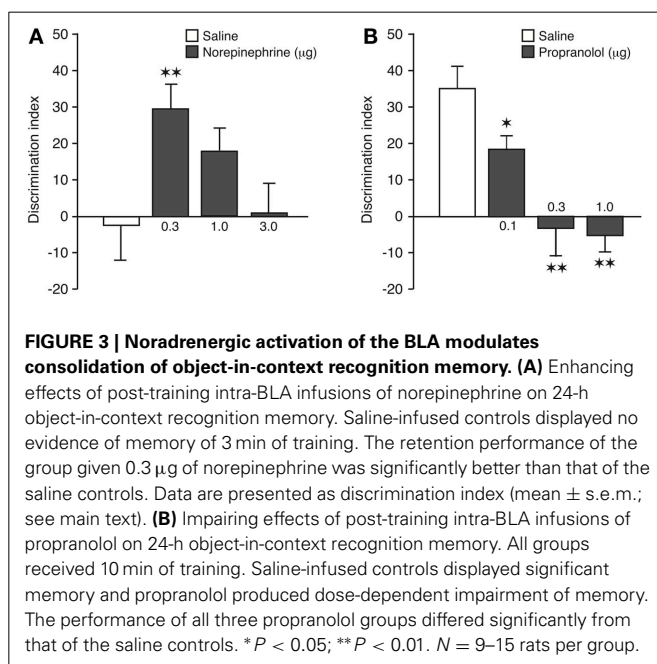 A
B
Saline
Norepinephrine (µg)
Saline
Propranolol (µg)
Discrimination index
50
40
30
20
10
0
-10
-20
**
0.3
1.0
3.0
Discrimination index
50
40
30
20
10
0
-10
-20
*
0.1
0.3
1.0
**
**
FIGURE 3 | Noradrenergic activation of the BLA modulates
consolidation of object-in-context recognition memory. (A) Enhancing
effects of post-training intra-BLA infusions of norepinephrine on 24-h
object-in-context recognition memory. Saline-infused controls displayed no
evidence of memory of 3 min of training. The retention performance of the
group given 0.3 µg of norepinephrine was significantly better than that of the
saline controls. Data are presented as discrimination index (mean ± s.e.m.;
see main text). (B) Impairing effects of post-training intra-BLA infusions of
propranolol on 24-h object-in-context recognition memory. All groups
received 10 min of training. Saline-infused controls displayed significant
memory and propranolol produced dose-dependent impairment of memory.
The performance of all three propranolol groups differed significantly from
that of the saline controls. *P < 0.05; **P < 0.01. N = 9–15 rats per group.